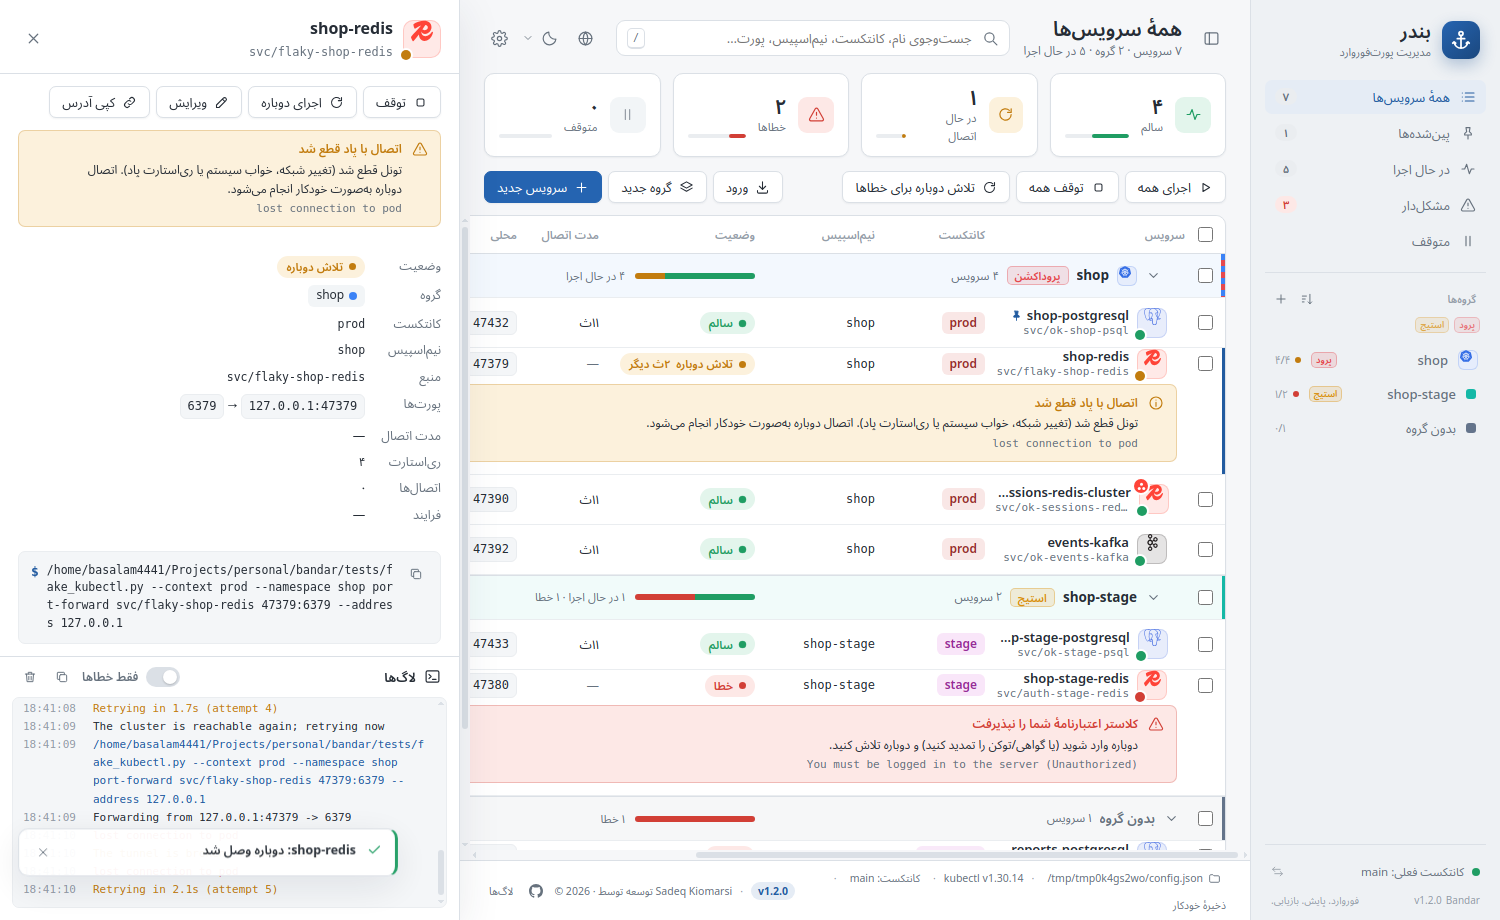 بندر
مدیریت پورت‌فوروارد
همهٔ سرویس‌ها ۷
پین‌شده‌ها ۱
در حال اجرا ۵
مشکل‌دار ۳
متوقف
گروه‌ها
پرود استیج
shop پرود ۴/۴
shop-stage استیج ۱/۲
بدون گروه ۰/۱
کانتکست فعلی: main
فوروارد، پایش، بازیابی. v1.2.0 Bandar
همهٔ سرویس‌ها
۷ سرویس · ۲ گروه · ۵ در حال اجرا
جست‌وجوی نام، کانتکست، نیم‌اسپیس، پورت… /
۴
سالم
۱
در حال اتصال
۲
خطاها
۰
متوقف
اجرای همه
توقف همه
تلاش دوباره برای خطاها
ورود
گروه جدید
سرویس جدید
سرویس کانتکست نیم‌اسپیس وضعیت مدت اتصال محلی
shop پروداکشن ۴ سرویس ۴ در حال اجرا
shop-postgresql prod shop سالم ۱۱ث 47432
svc/ok-shop-psql
shop-redis prod shop تلاش دوباره ۲ث دیگر — 47379
svc/flaky-shop-redis
اتصال با پاد قطع شد
تونل قطع شد (تغییر شبکه، خواب سیستم یا ری‌استارت پاد). اتصال دوباره به‌صورت خودکار انجام می‌شود.
lost connection to pod
…ssions-redis-cluster prod shop سالم ۱۱ث 47390
svc/ok-sessions-red…
events-kafka prod shop سالم ۱۱ث 47392
svc/ok-events-kafka
shop-stage استیج ۲ سرویس ۱ در حال اجرا · ۱ خطا
…p-stage-postgresql stage shop-stage سالم ۱۱ث 47433
svc/ok-stage-psql
shop-stage-redis stage shop-stage خطا — 47380
svc/auth-stage-redis
کلاستر اعتبارنامهٔ شما را نپذیرفت
دوباره وارد شوید (یا گواهی/توکن را تمدید کنید) و دوباره تلاش کنید.
You must be logged in to the server (Unauthorized)
بدون گروه ۱ سرویس ۱ خطا
reports-postgresql
/tmp/tmp0k4gs2wo/config.json · kubectl v1.30.14 · کانتکست: main ·
ذخیرهٔ خودکار
v1.2.0 · توسعه توسط Sadeq Kiomarsi · © 2026
لاگ‌ها
shop-redis
svc/flaky-shop-redis
توقف
اجرای دوباره
ویرایش
کپی آدرس
اتصال با پاد قطع شد
تونل قطع شد (تغییر شبکه، خواب سیستم یا ری‌استارت پاد). اتصال
دوباره به‌صورت خودکار انجام می‌شود.
lost connection to pod
وضعیت تلاش دوباره
گروه shop
کانتکست prod
نیم‌اسپیس shop
منبع svc/flaky-shop-redis
پورت‌ها 127.0.0.1:47379 → 6379
مدت اتصال —
ری‌استارت ۴
اتصال‌ها ۰
فرایند —
$ /home/basalam4441/Projects/personal/bandar/tests/f
ake_kubectl.py --context prod --namespace shop por
t-forward svc/flaky-shop-redis 47379:6379 --addres
s 127.0.0.1
لاگ‌ها
فقط خطاها
18:41:08 Retrying in 1.7s (attempt 4)
18:41:09 The cluster is reachable again; retrying now
18:41:09 /home/basalam4441/Projects/personal/bandar/tests/f
ake_kubectl.py --context prod --namespace shop
port-forward svc/flaky-shop-redis 47379:6379 --
address 127.0.0.1
18:41:09 Forwarding from 127.0.0.1:47379 -> 6379
shop-redis: دوباره وصل شد
18:41:10 Retrying in 2.1s (attempt 5)